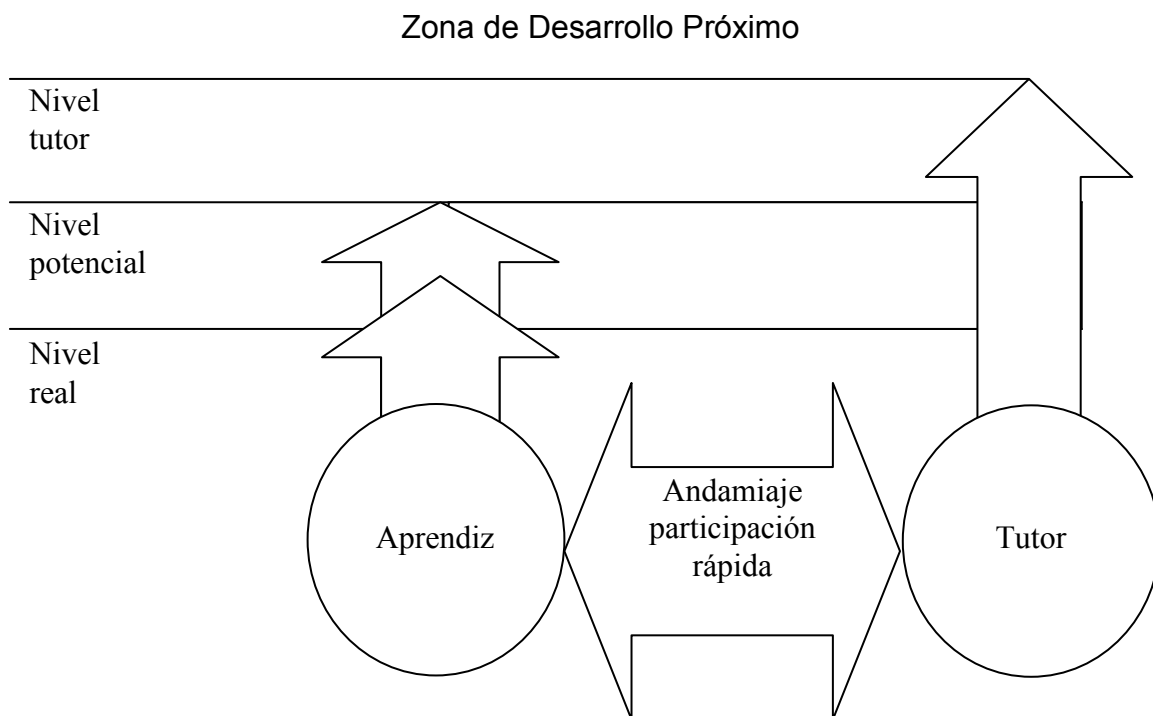 Zona de Desarrollo Próximo
Nivel
tutor
Nivel
potencial
Nivel
real
Aprendiz
Andamiaje
participación
rápida
Tutor